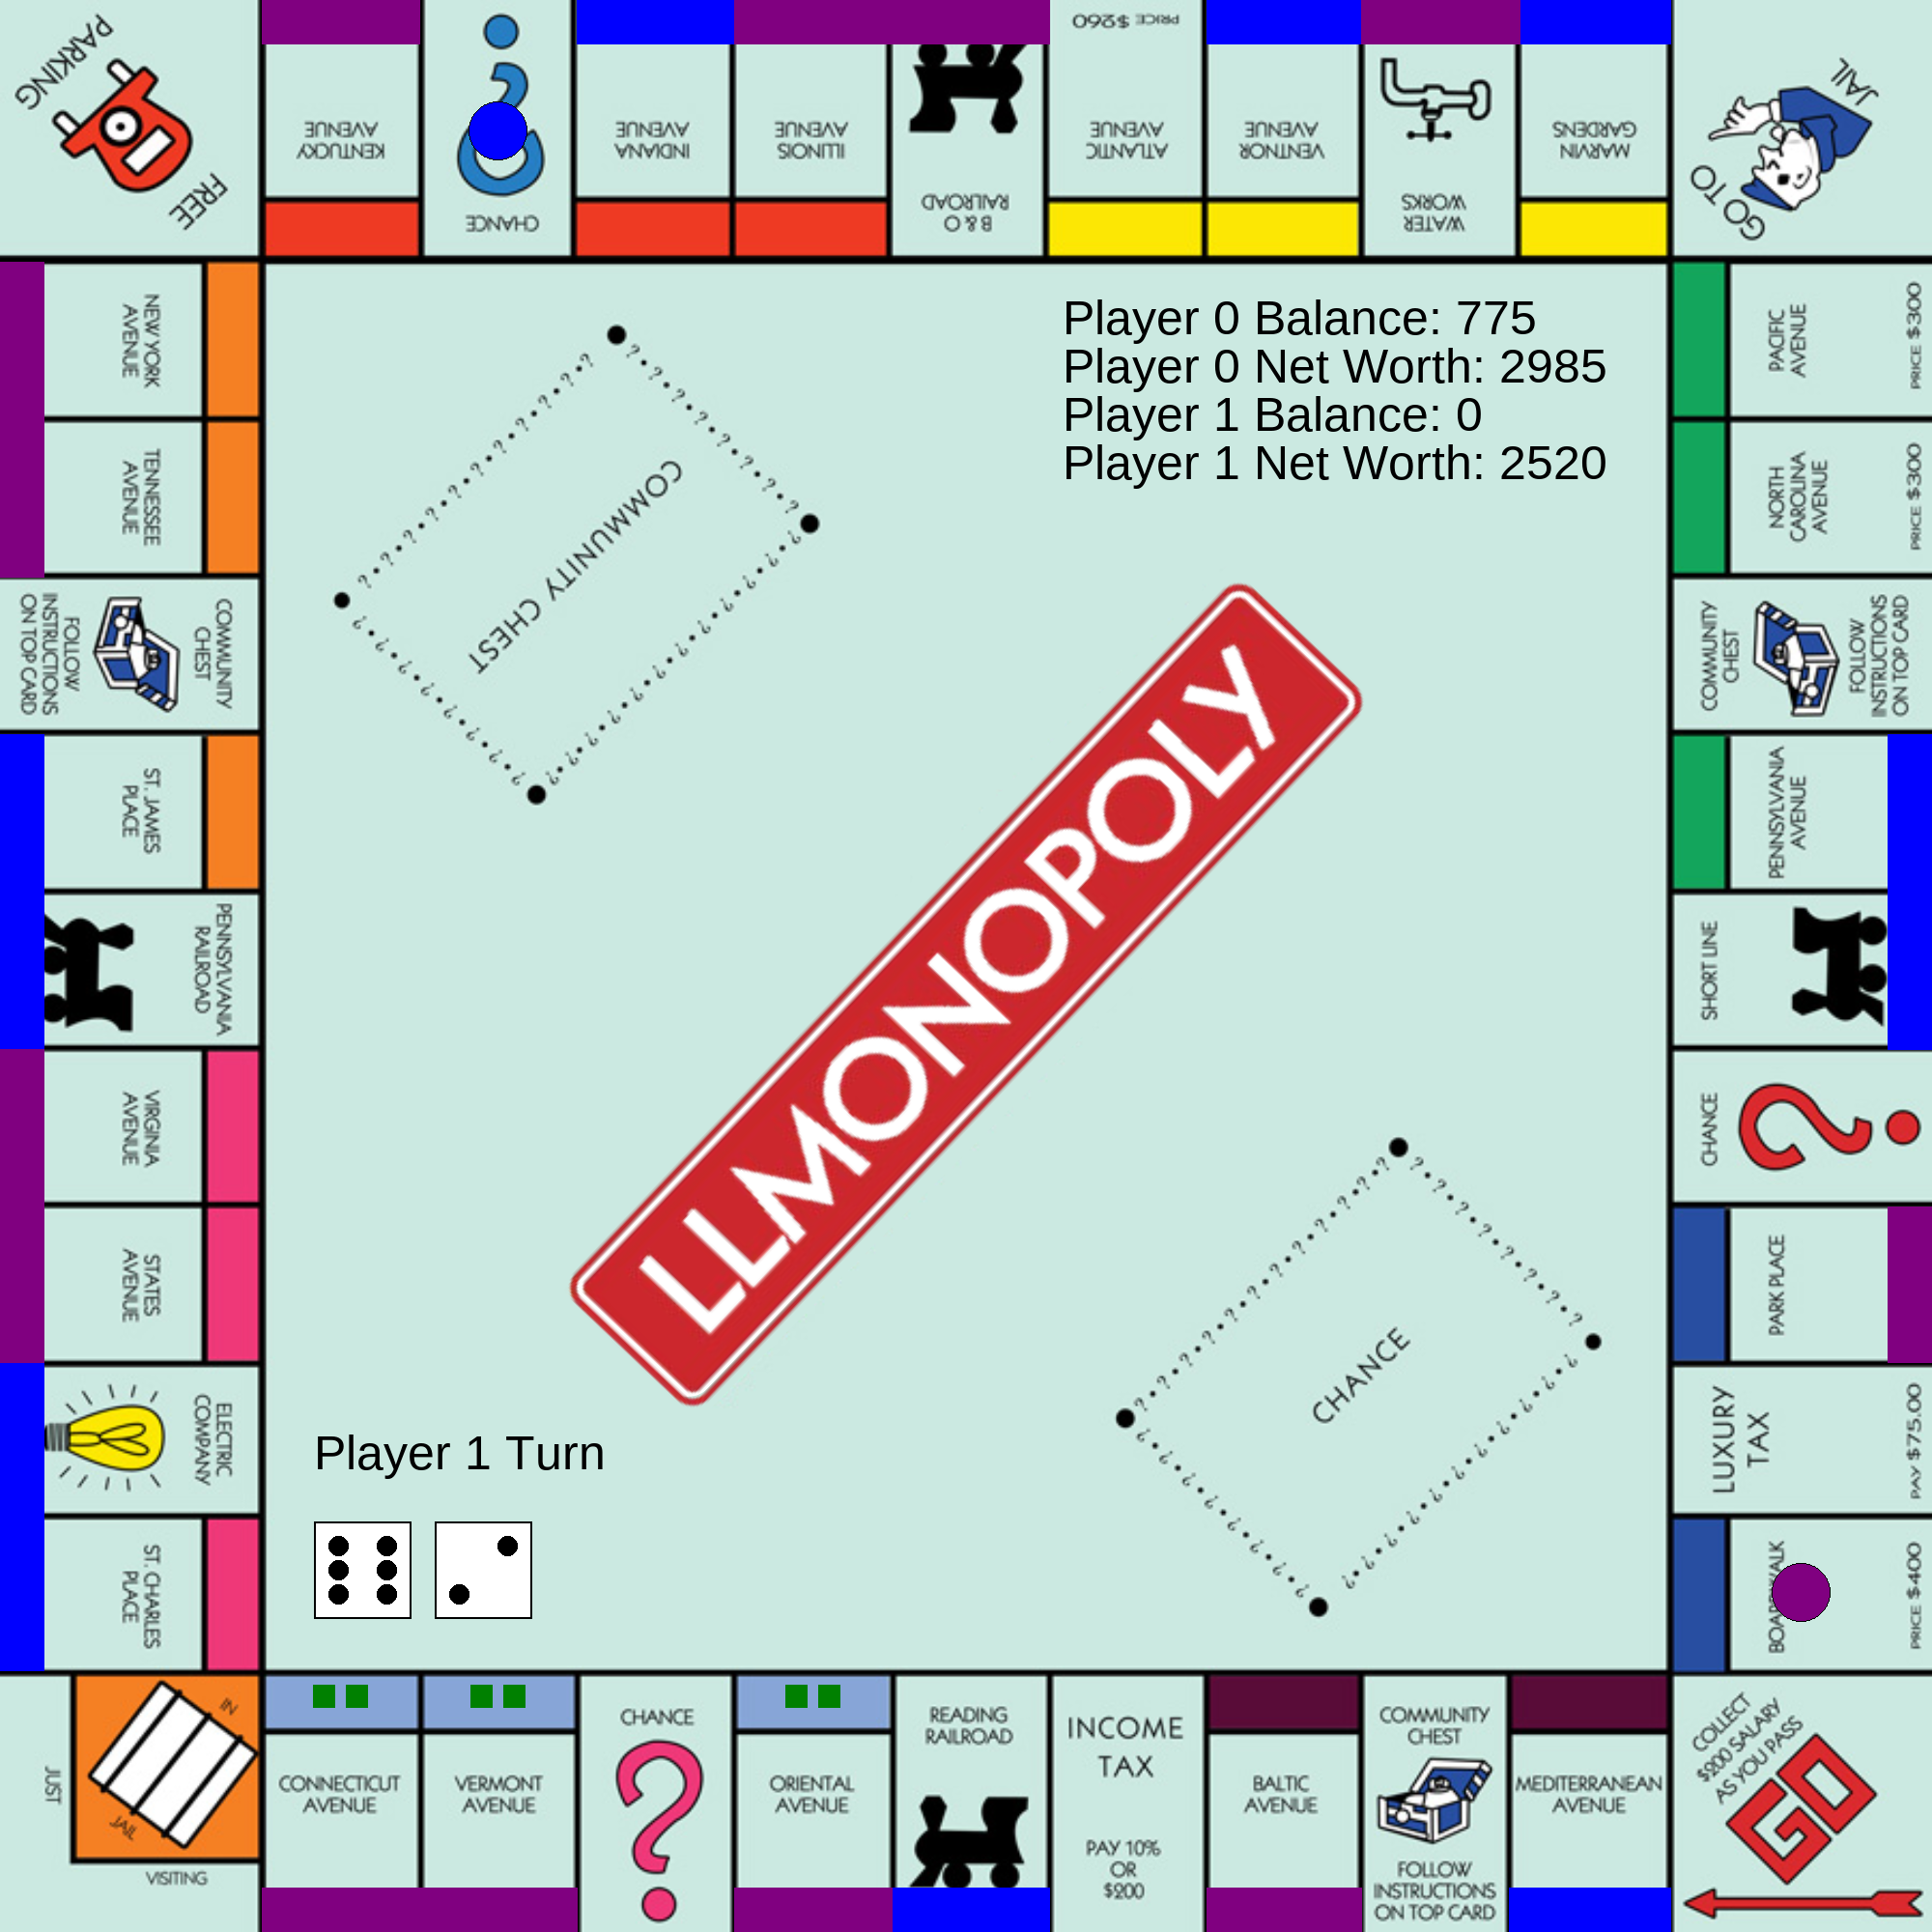 FREE
PARKING
KENTUCKY
AVENUE
CHANCE
INDIANA
AVENUE
ILLINOIS
AVENUE
B & O
RAILROAD
ATLANTIC
AVENUE
PRICE $260
VENTNOR
AVENUE
WATER
WORKS
MARVIN
GARDENS
GO TO
JAIL
NEW YORK
AVENUE
TENNESSEE
AVENUE
COMMUNITY
CHEST
FOLLOW
INSTRUCTIONS
ON TOP CARD
ST. JAMES
PLACE
PENNSYLVANIA
RAILROAD
VIRGINIA
AVENUE
STATES
AVENUE
ELECTRIC
COMPANY
ST. CHARLES
PLACE
Player 0 Balance: 775
Player 0 Net Worth: 2985
Player 1 Balance: 0
Player 1 Net Worth: 2520
COMMUNITY CHEST
LLMONOPOLY
CHANCE
Player 1 Turn
PACIFIC
AVENUE
PRICE $300
NORTH
CAROLINA
AVENUE
PRICE $300
COMMUNITY
CHEST
FOLLOW
INSTRUCTIONS
ON TOP CARD
PENNSYLVANIA
AVENUE
SHORT LINE
CHANCE
PARK PLACE
LUXURY
TAX
PAY $75.00
BOARDWALK
PRICE $400
JUST
VISITING
IN
JAIL
CONNECTICUT
AVENUE
VERMONT
AVENUE
CHANCE
ORIENTAL
AVENUE
READING
RAILROAD
INCOME
TAX
PAY 10%
OR
$200
BALTIC
AVENUE
COMMUNITY
CHEST
FOLLOW
INSTRUCTIONS
ON TOP CARD
MEDITERRANEAN
AVENUE
COLLECT
$200 SALARY
AS YOU PASS
GO